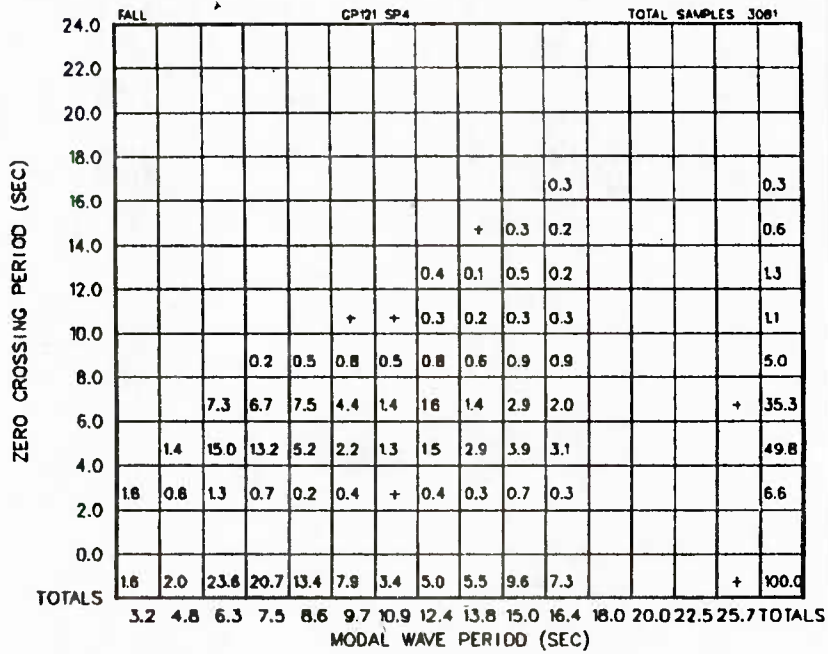 FALL GP121 SP4 TOTAL SAMPLES 3081
24.0
22.0
20.0
18.0
0.3 0.3
16.0
+ 0.3 0.2 0.6
14.0
0.4 0.1 0.5 0.2 1.3
12.0
+ + 0.3 0.2 0.3 0.3 1.1
10.0
0.2 0.5 0.8 0.5 0.8 0.6 0.9 0.9 5.0
8.0
7.3 6.7 7.5 4.4 1.4 1.6 1.4 2.9 2.0 + 35.3
6.0
1.4 15.0 13.2 5.2 2.2 1.3 1.5 2.9 3.9 3.1 49.8
4.0
1.6 0.6 1.3 0.7 0.2 0.4 + 0.4 0.3 0.7 0.3 6.6
2.0
0.0
1.6 2.0 23.6 20.7 13.4 7.9 3.4 5.0 5.5 9.6 7.3 + 100.0
TOTALS
3.2 4.8 6.3 7.5 8.6 9.7 10.9 12.4 13.8 15.0 16.4 18.0 20.0 22.5 25.7 TOTALS
MODAL WAVE PERIOD (SEC)
ZERO CROSSING PERIOD (SEC)